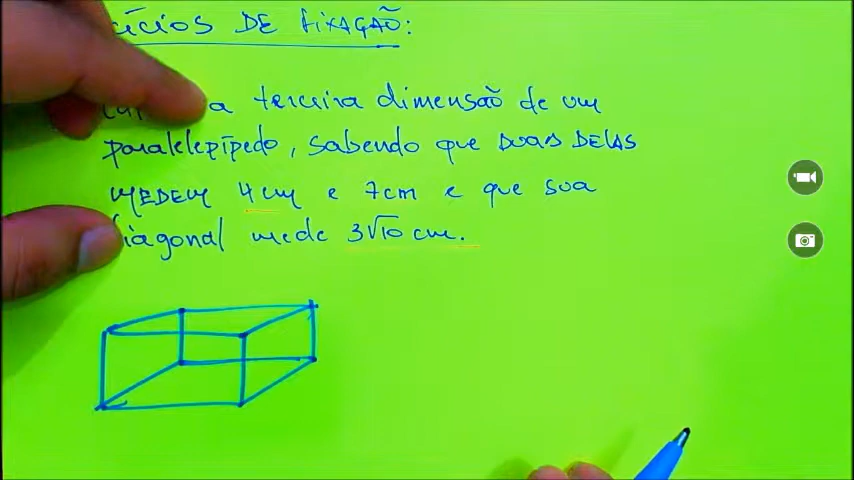 ícios DE FIXAÇÃO:
a terceira dimensão de um
paralelepípedo, sabendo que DUAS DELAS
MEDEM 4cm e 7cm e que sua
diagonal mede 3√10 cm.